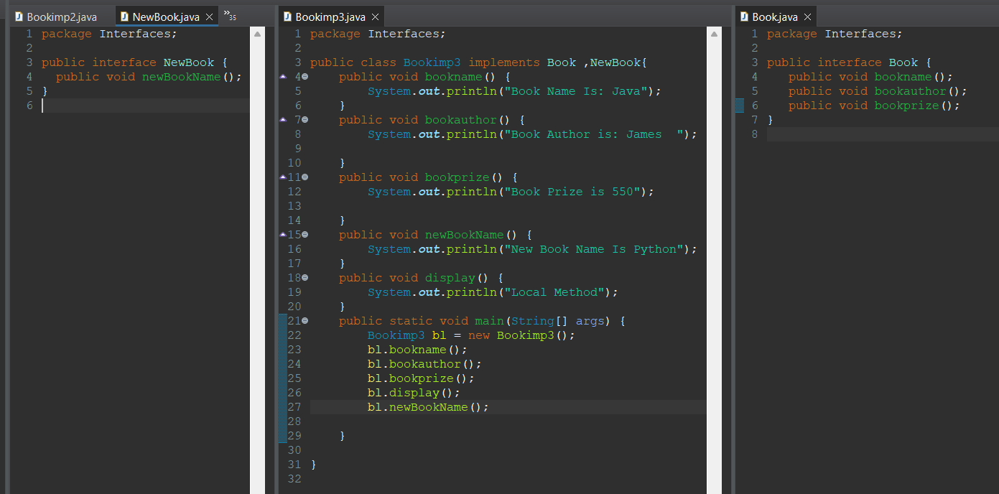 Bookimp2.java NewBook.java »35
1 package Interfaces;
2
3 public interface NewBook {
4 public void newBookName();
5 }
6
Bookimp3.java
1 package Interfaces;
2
3 public class Bookimp3 implements Book ,NewBook{
4 public void bookname() {
5 System.out.println("Book Name Is: Java");
6 }
7 public void bookauthor() {
8 System.out.println("Book Author is: James  ");
9
10 }
11 public void bookprize() {
12 System.out.println("Book Prize is 550");
13
14 }
15 public void newBookName() {
16 System.out.println("New Book Name Is Python");
17 }
18 public void display() {
19 System.out.println("Local Method");
20 }
21 public static void main(String[] args) {
22 Bookimp3 bl = new Bookimp3();
23 bl.bookname();
24 bl.bookauthor();
25 bl.bookprize();
26 bl.display();
27 bl.newBookName();
28
29 }
30
31 }
32
Book.java
1 package Interfaces;
2
3 public interface Book {
4 public void bookname();
5 public void bookauthor();
6 public void bookprize();
7 }
8